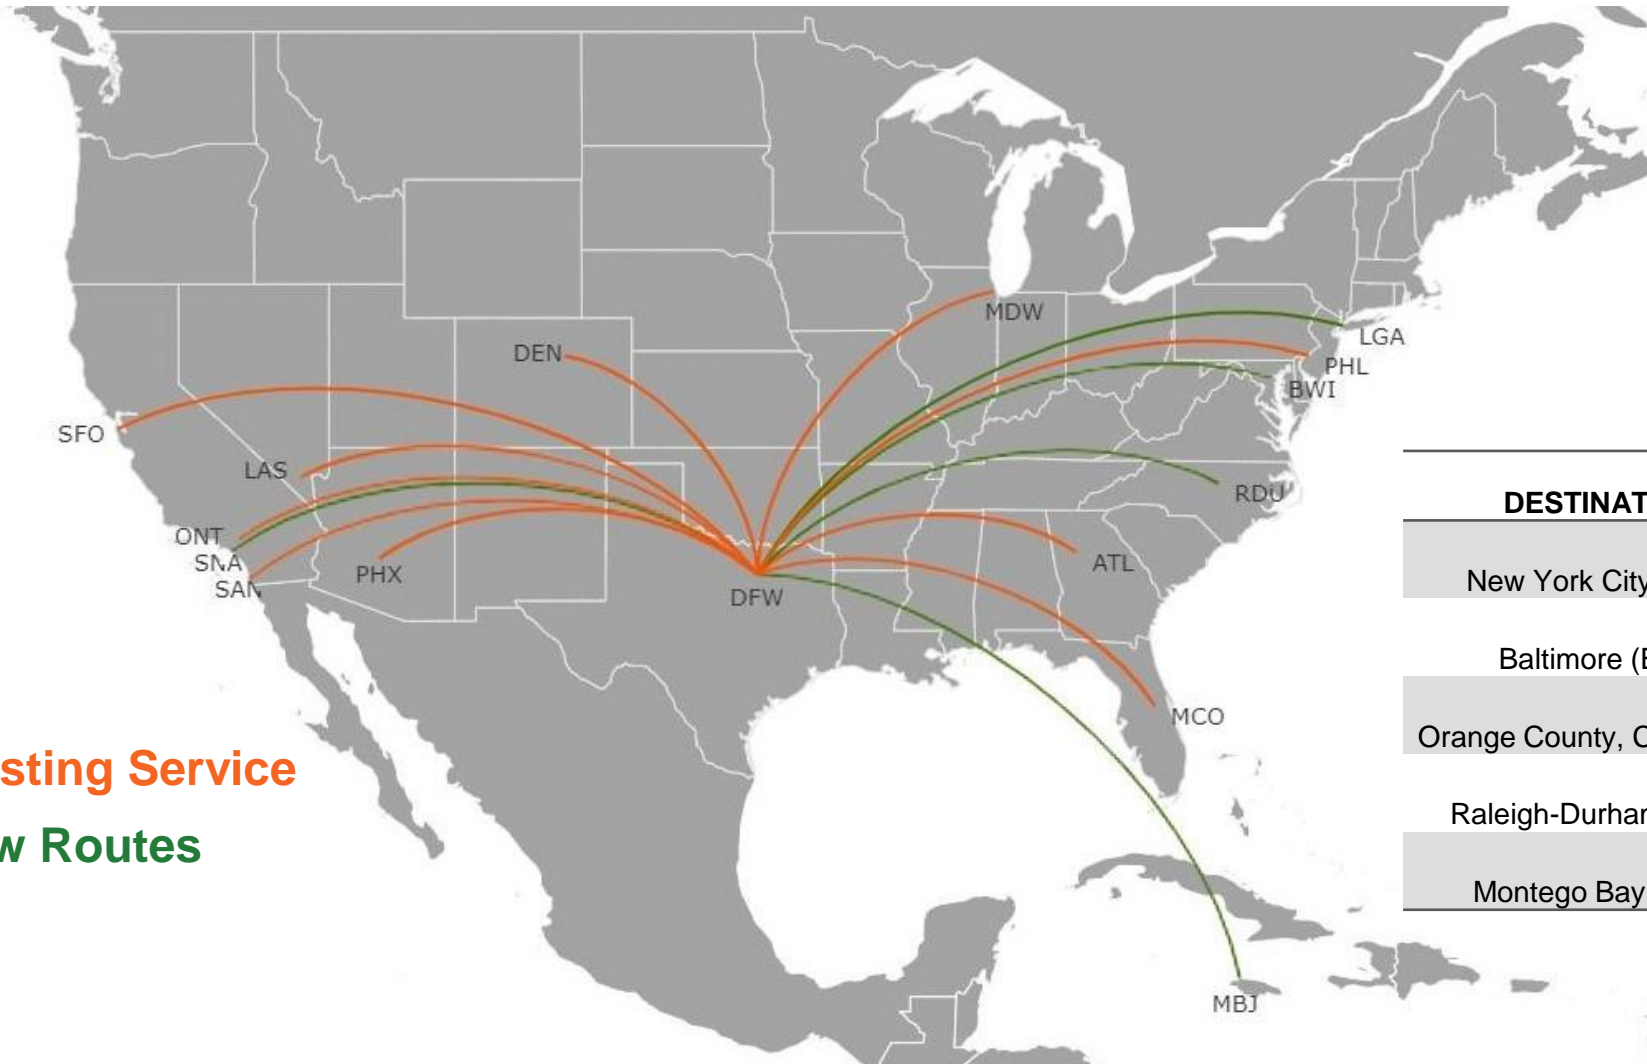 MDW
LGA
DEN
PHL
BWI
SFO
LAS
RDU
DESTINAT
ONT
SNA
ATL
PHX
SAN
DFW
New York City
Baltimore (B
MCO
Orange County, C
sting Service
Raleigh-Durhar
w Routes
Montego Bay
MBJ